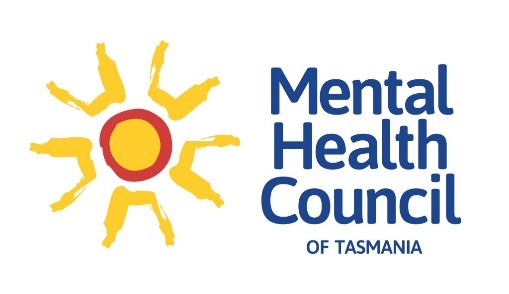 Mental
Health
Council
OF TASMANIA